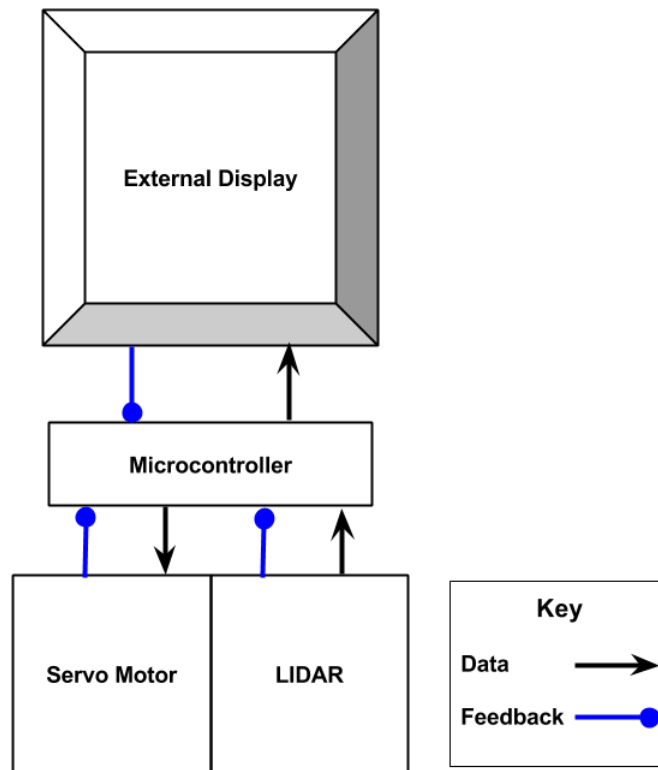 External Display
Microcontroller
Servo Motor
LIDAR
Key
Data
Feedback